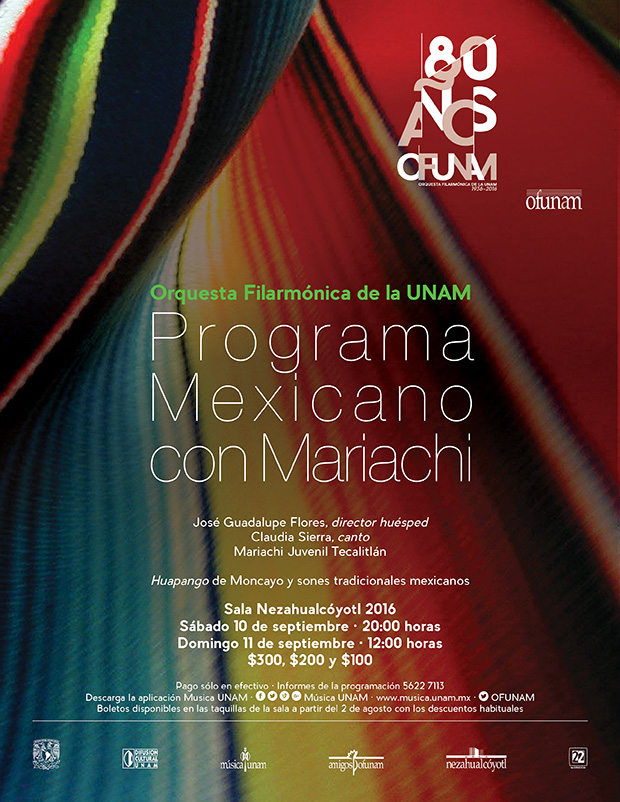 80
AÑOS
OFUNAM
ORQUESTA FILARMÓNICA DE LA UNAM
1936-2016
ofunam
Orquesta Filarmónica de la UNAM
Programa
Mexicano
con Mariachi
José Guadalupe Flores, director huésped
Claudia Sierra, canto
Mariachi Juvenil Tecalitlán
Huapango de Moncayo y sones tradicionales mexicanos
Sala Nezahualcóyotl 2016
Sábado 10 de septiembre · 20:00 horas
Domingo 11 de septiembre · 12:00 horas
$300, $200 y $100
Pago sólo en efectivo · Informes de la programación 5622 7113
Descarga la aplicación Musica UNAM · Música UNAM · www.musica.unam.mx · OFUNAM
Boletos disponibles en las taquillas de la sala a partir del 2 de agosto con los descuentos habituales
DIFUSIÓN
CULTURAL
UNAM
música unam
amigos ofunam
nezahualcóyotl
22